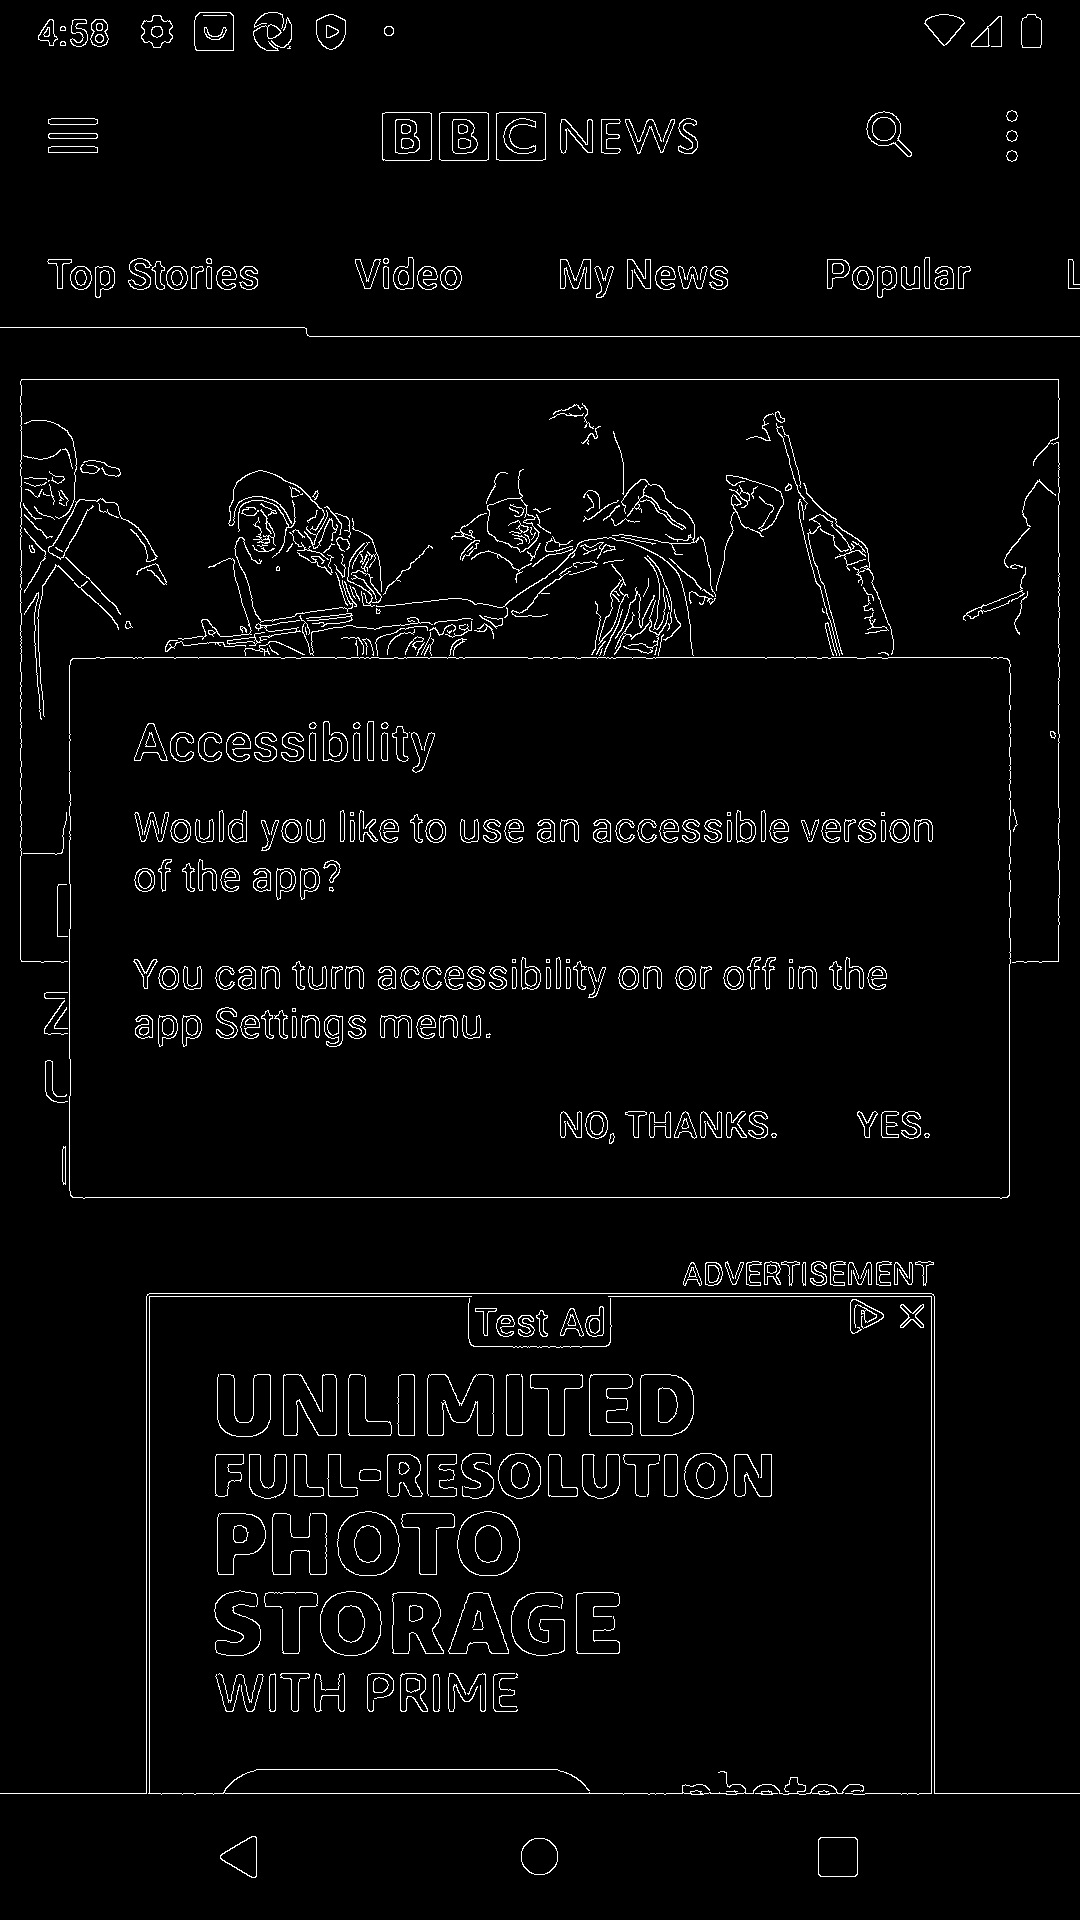 4:58
BBC NEWS
Top Stories Video My News Popular L
Accessibility
Would you like to use an accessible version
of the app?
You can turn accessibility on or off in the
app Settings menu.
NO, THANKS. YES.
ADVERTISEMENT
Test Ad
UNLIMITED
FULL-RESOLUTION
PHOTO
STORAGE
WITH PRIME
photos